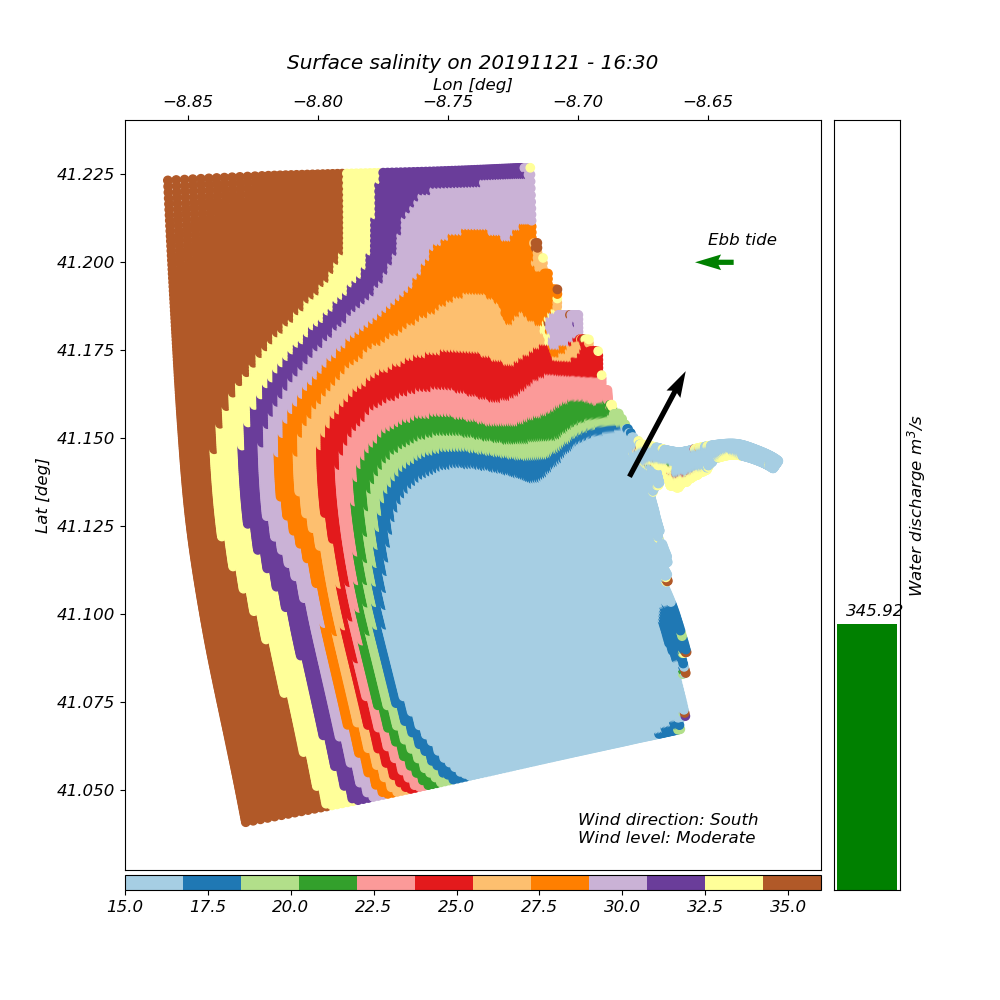 Surface salinity on 20191121 - 16:30
Lon [deg]
−8.85 −8.80 −8.75 −8.70 −8.65
41.225
41.200
41.175
41.150
41.125
41.100
41.075
41.050
Lat [deg]
Ebb tide
Wind direction: South
Wind level: Moderate
345.92
Water discharge m³/s
15.0 17.5 20.0 22.5 25.0 27.5 30.0 32.5 35.0